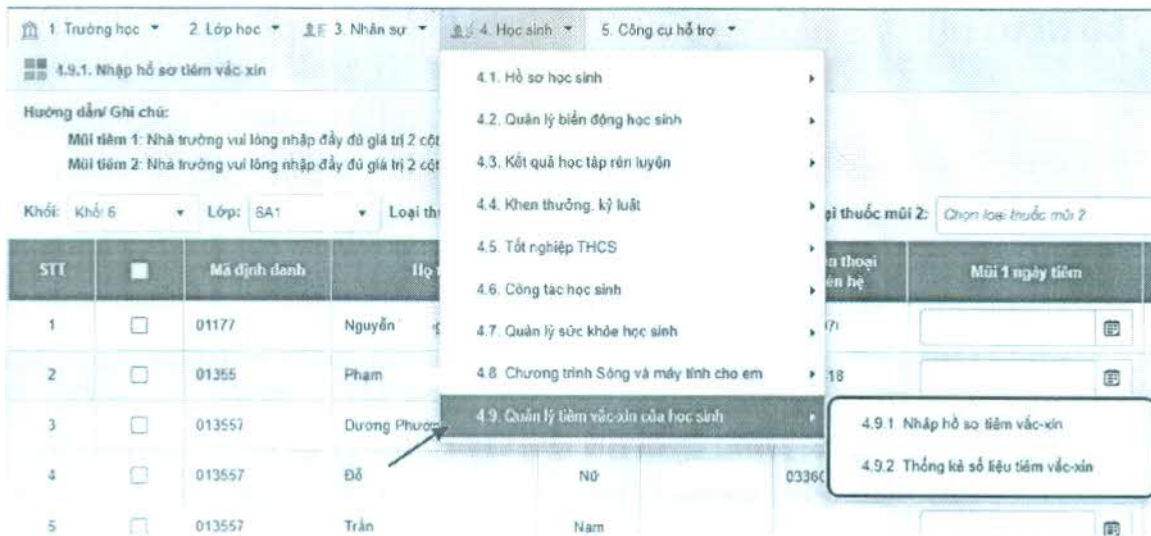 1. Trường học 2. Lớp học 3. Nhân sự 4. Học sinh 5. Công cụ hỗ trợ
4.9.1. Nhập hồ sơ tiêm vắc-xin
Hướng dẫn/ Ghi chú:
Mũi tiêm 1: Nhà trường vui lòng nhập đầy đủ giá trị 2 cột
Mũi tiêm 2: Nhà trường vui lòng nhập đầy đủ giá trị 2 cột
4.1. Hồ sơ học sinh
4.2. Quản lý biến động học sinh
4.3. Kết quả học tập rèn luyện
4.4. Khen thưởng, kỷ luật
4.5. Tốt nghiệp THCS
4.6. Công tác học sinh
4.7. Quản lý sức khỏe học sinh
4.8. Chương trình Sóng và máy tính cho em
4.9. Quản lý tiêm vắc-xin của học sinh
4.9.1. Nhập hồ sơ tiêm vắc-xin
4.9.2. Thống kê số liệu tiêm vắc-xin
Khối: Khối 6 Lớp: 6A1 Loại th ại thuốc mũi 2: Chọn loại thuốc mũi 2
STT Mã định danh Họ n thoại ên hệ Mũi 1 ngày tiêm
1 01177 Nguyễn
2 01355 Phạm 18
3 013557 Dương Phươn
4 013557 Đỗ Nữ 03360
5 013557 Trần Nam